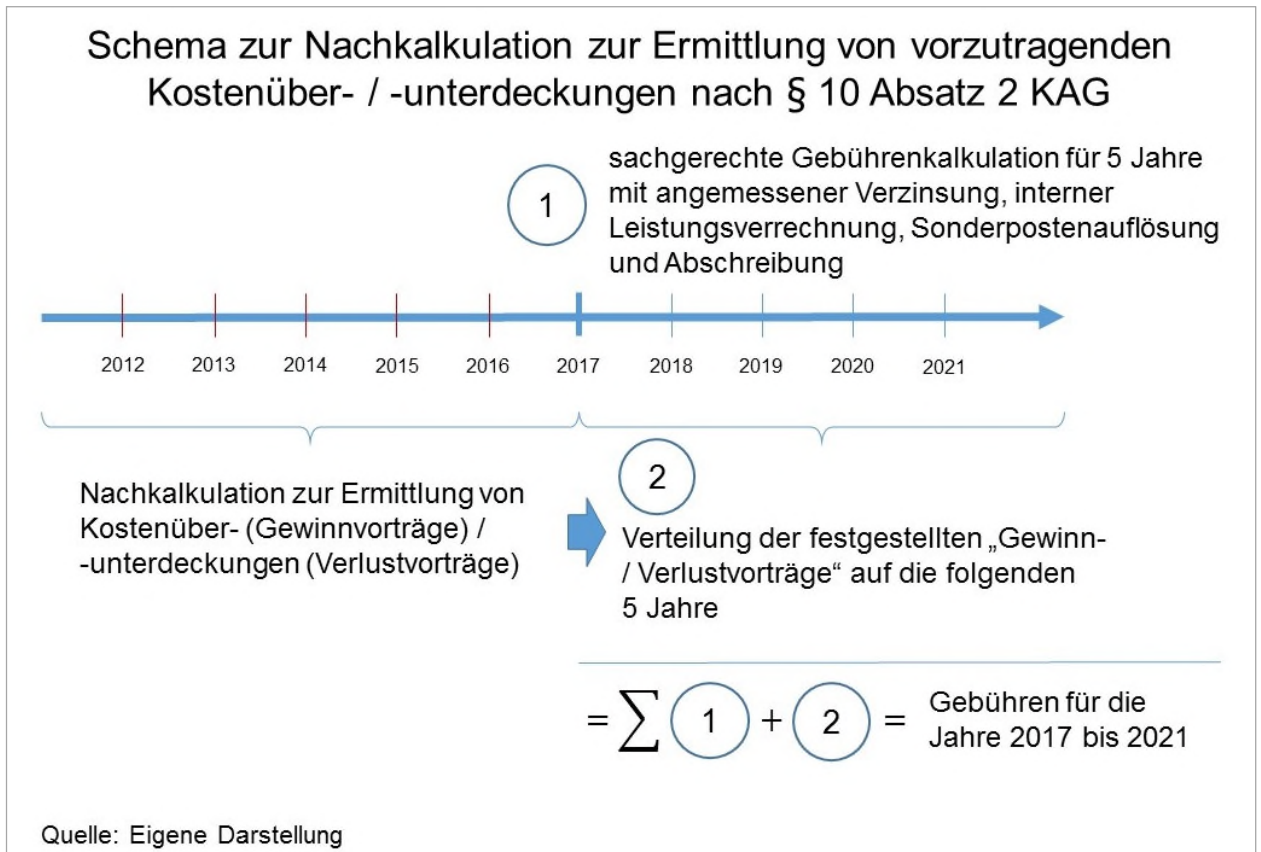 Schema zur Nachkalkulation zur Ermittlung von vorzutragenden
Kostenüber- / -unterdeckungen nach § 10 Absatz 2 KAG
1
sachgerechte Gebührenkalkulation für 5 Jahre
mit angemessener Verzinsung, interner
Leistungsverrechnung, Sonderpostenauflösung
und Abschreibung
2012 2013 2014 2015 2016 2017 2018 2019 2020 2021
Nachkalkulation zur Ermittlung von
Kostenüber- (Gewinnvorträge) /
-unterdeckungen (Verlustvorträge)
2
Verteilung der festgestellten „Gewinn-
/ Verlustvorträge“ auf die folgenden
5 Jahre
= ∑ 1 + 2 = Gebühren für die
Jahre 2017 bis 2021
Quelle: Eigene Darstellung